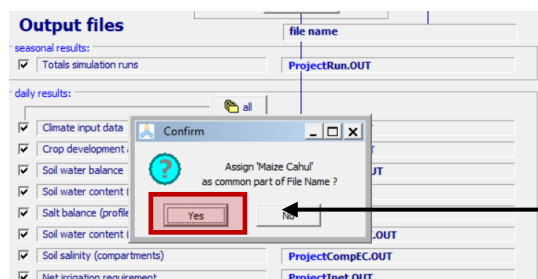 Output files
file name
seasonal results:
Totals simulation runs ProjectRun.OUT
daily results:
all
Climate input data
Crop development
Soil water balance
Soil water content
Salt balance (profile
Soil water content
Soil salinity (compartments) ProjectCompEC.OUT
Net irrigation requirement ProjectInet.OUT
Confirm
Assign 'Maize Cahul'
as common part of File Name ?
Yes No